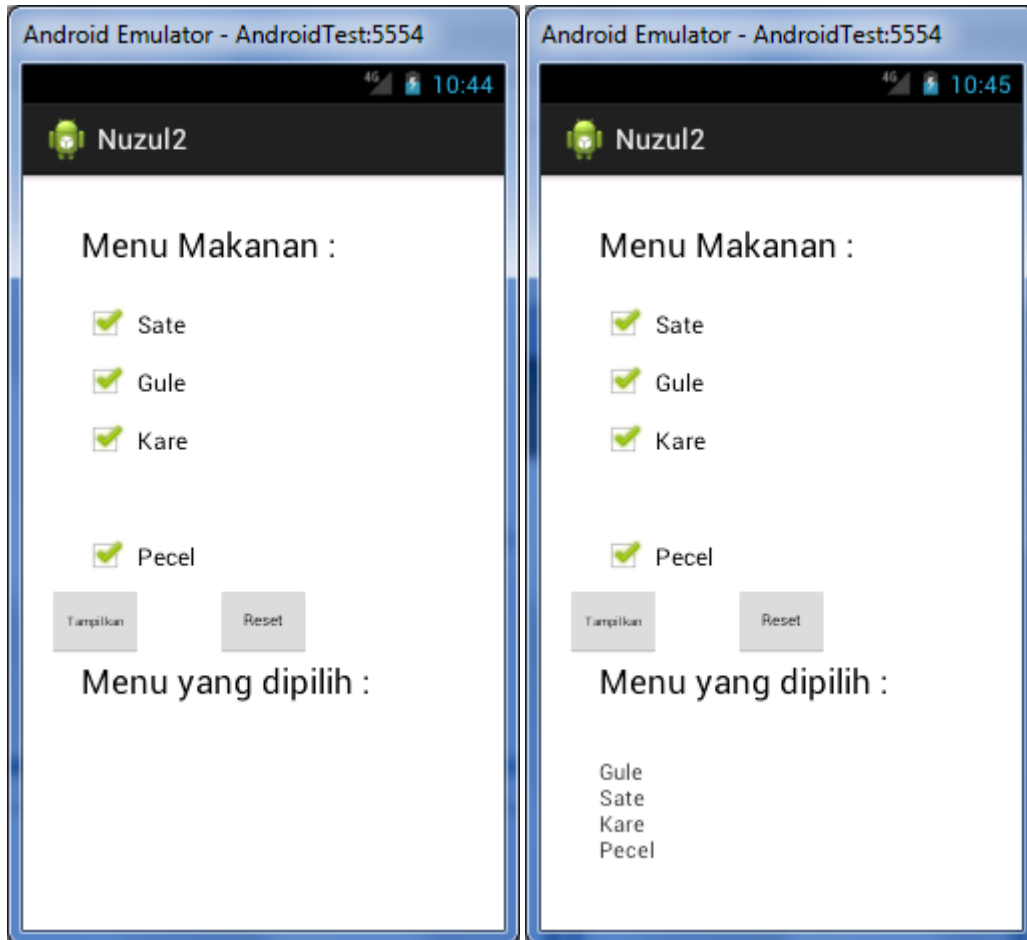 Android Emulator - AndroidTest:5554
4G 10:44
Nuzul2
Menu Makanan :
Sate
Gule
Kare
Pecel
Tampilkan Reset
Menu yang dipilih :
Android Emulator - AndroidTest:5554
4G 10:45
Nuzul2
Menu Makanan :
Sate
Gule
Kare
Pecel
Tampilkan Reset
Menu yang dipilih :
Gule
Sate
Kare
Pecel